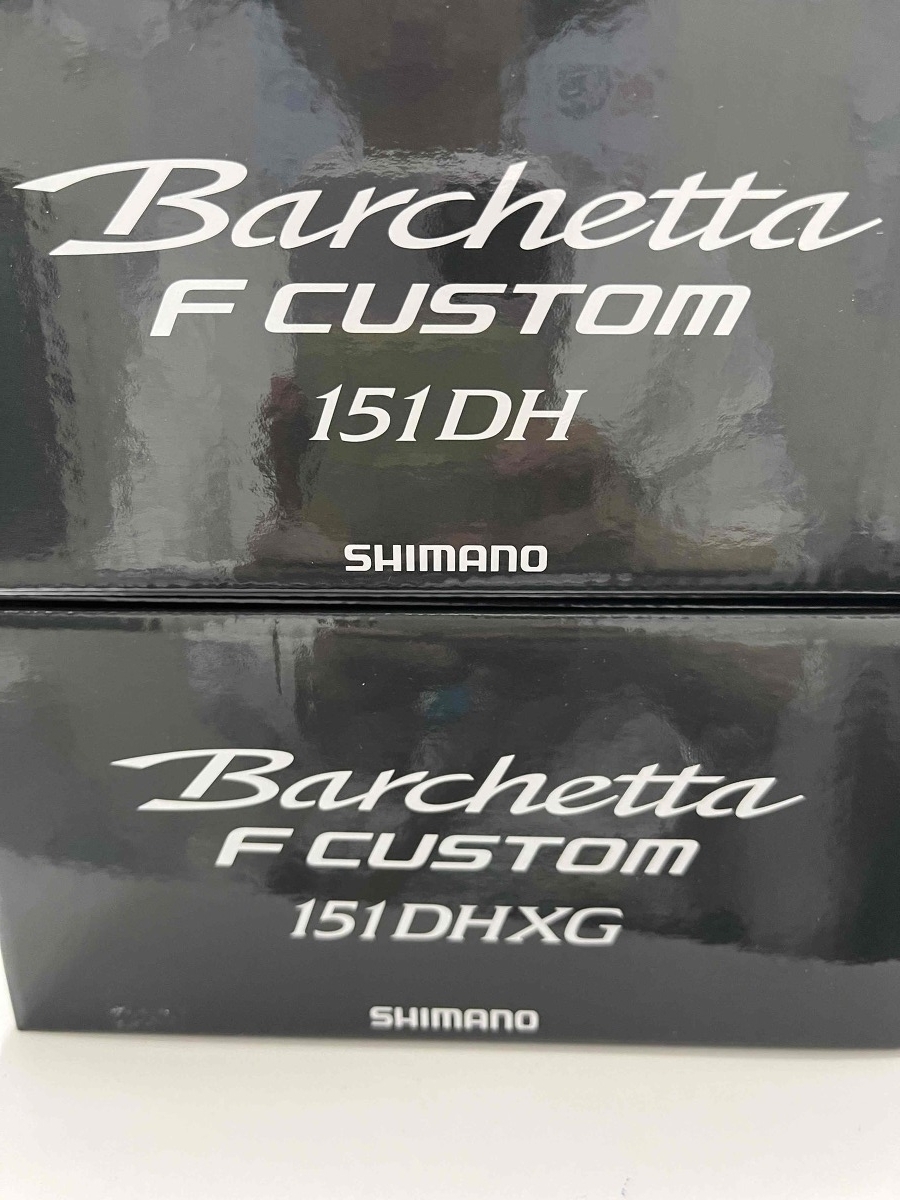 Barchetta
F CUSTOM
151DH
SHIMANO
Barchetta
F CUSTOM
151DHXG
SHIMANO